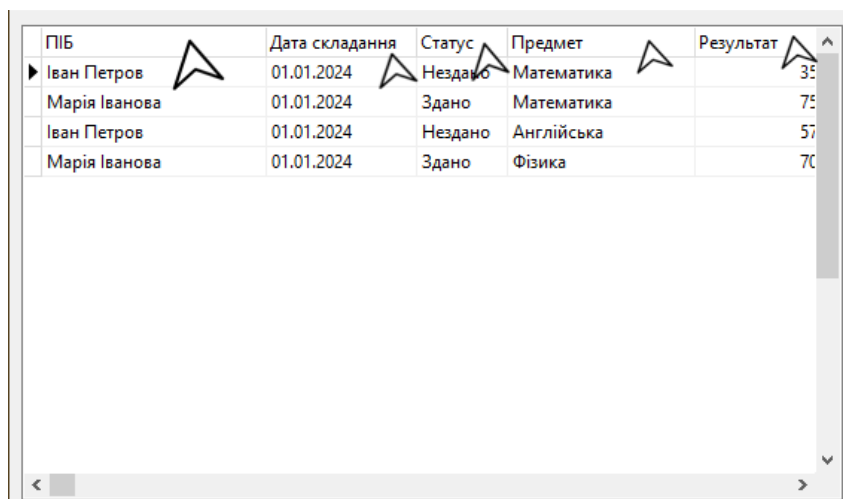 ПІБ Дата складання Статус Предмет Результат
Іван Петров 01.01.2024 Нездано Математика 35
Марія Іванова 01.01.2024 Здано Математика 75
Іван Петров 01.01.2024 Нездано Англійська 57
Марія Іванова 01.01.2024 Здано Фізика 70